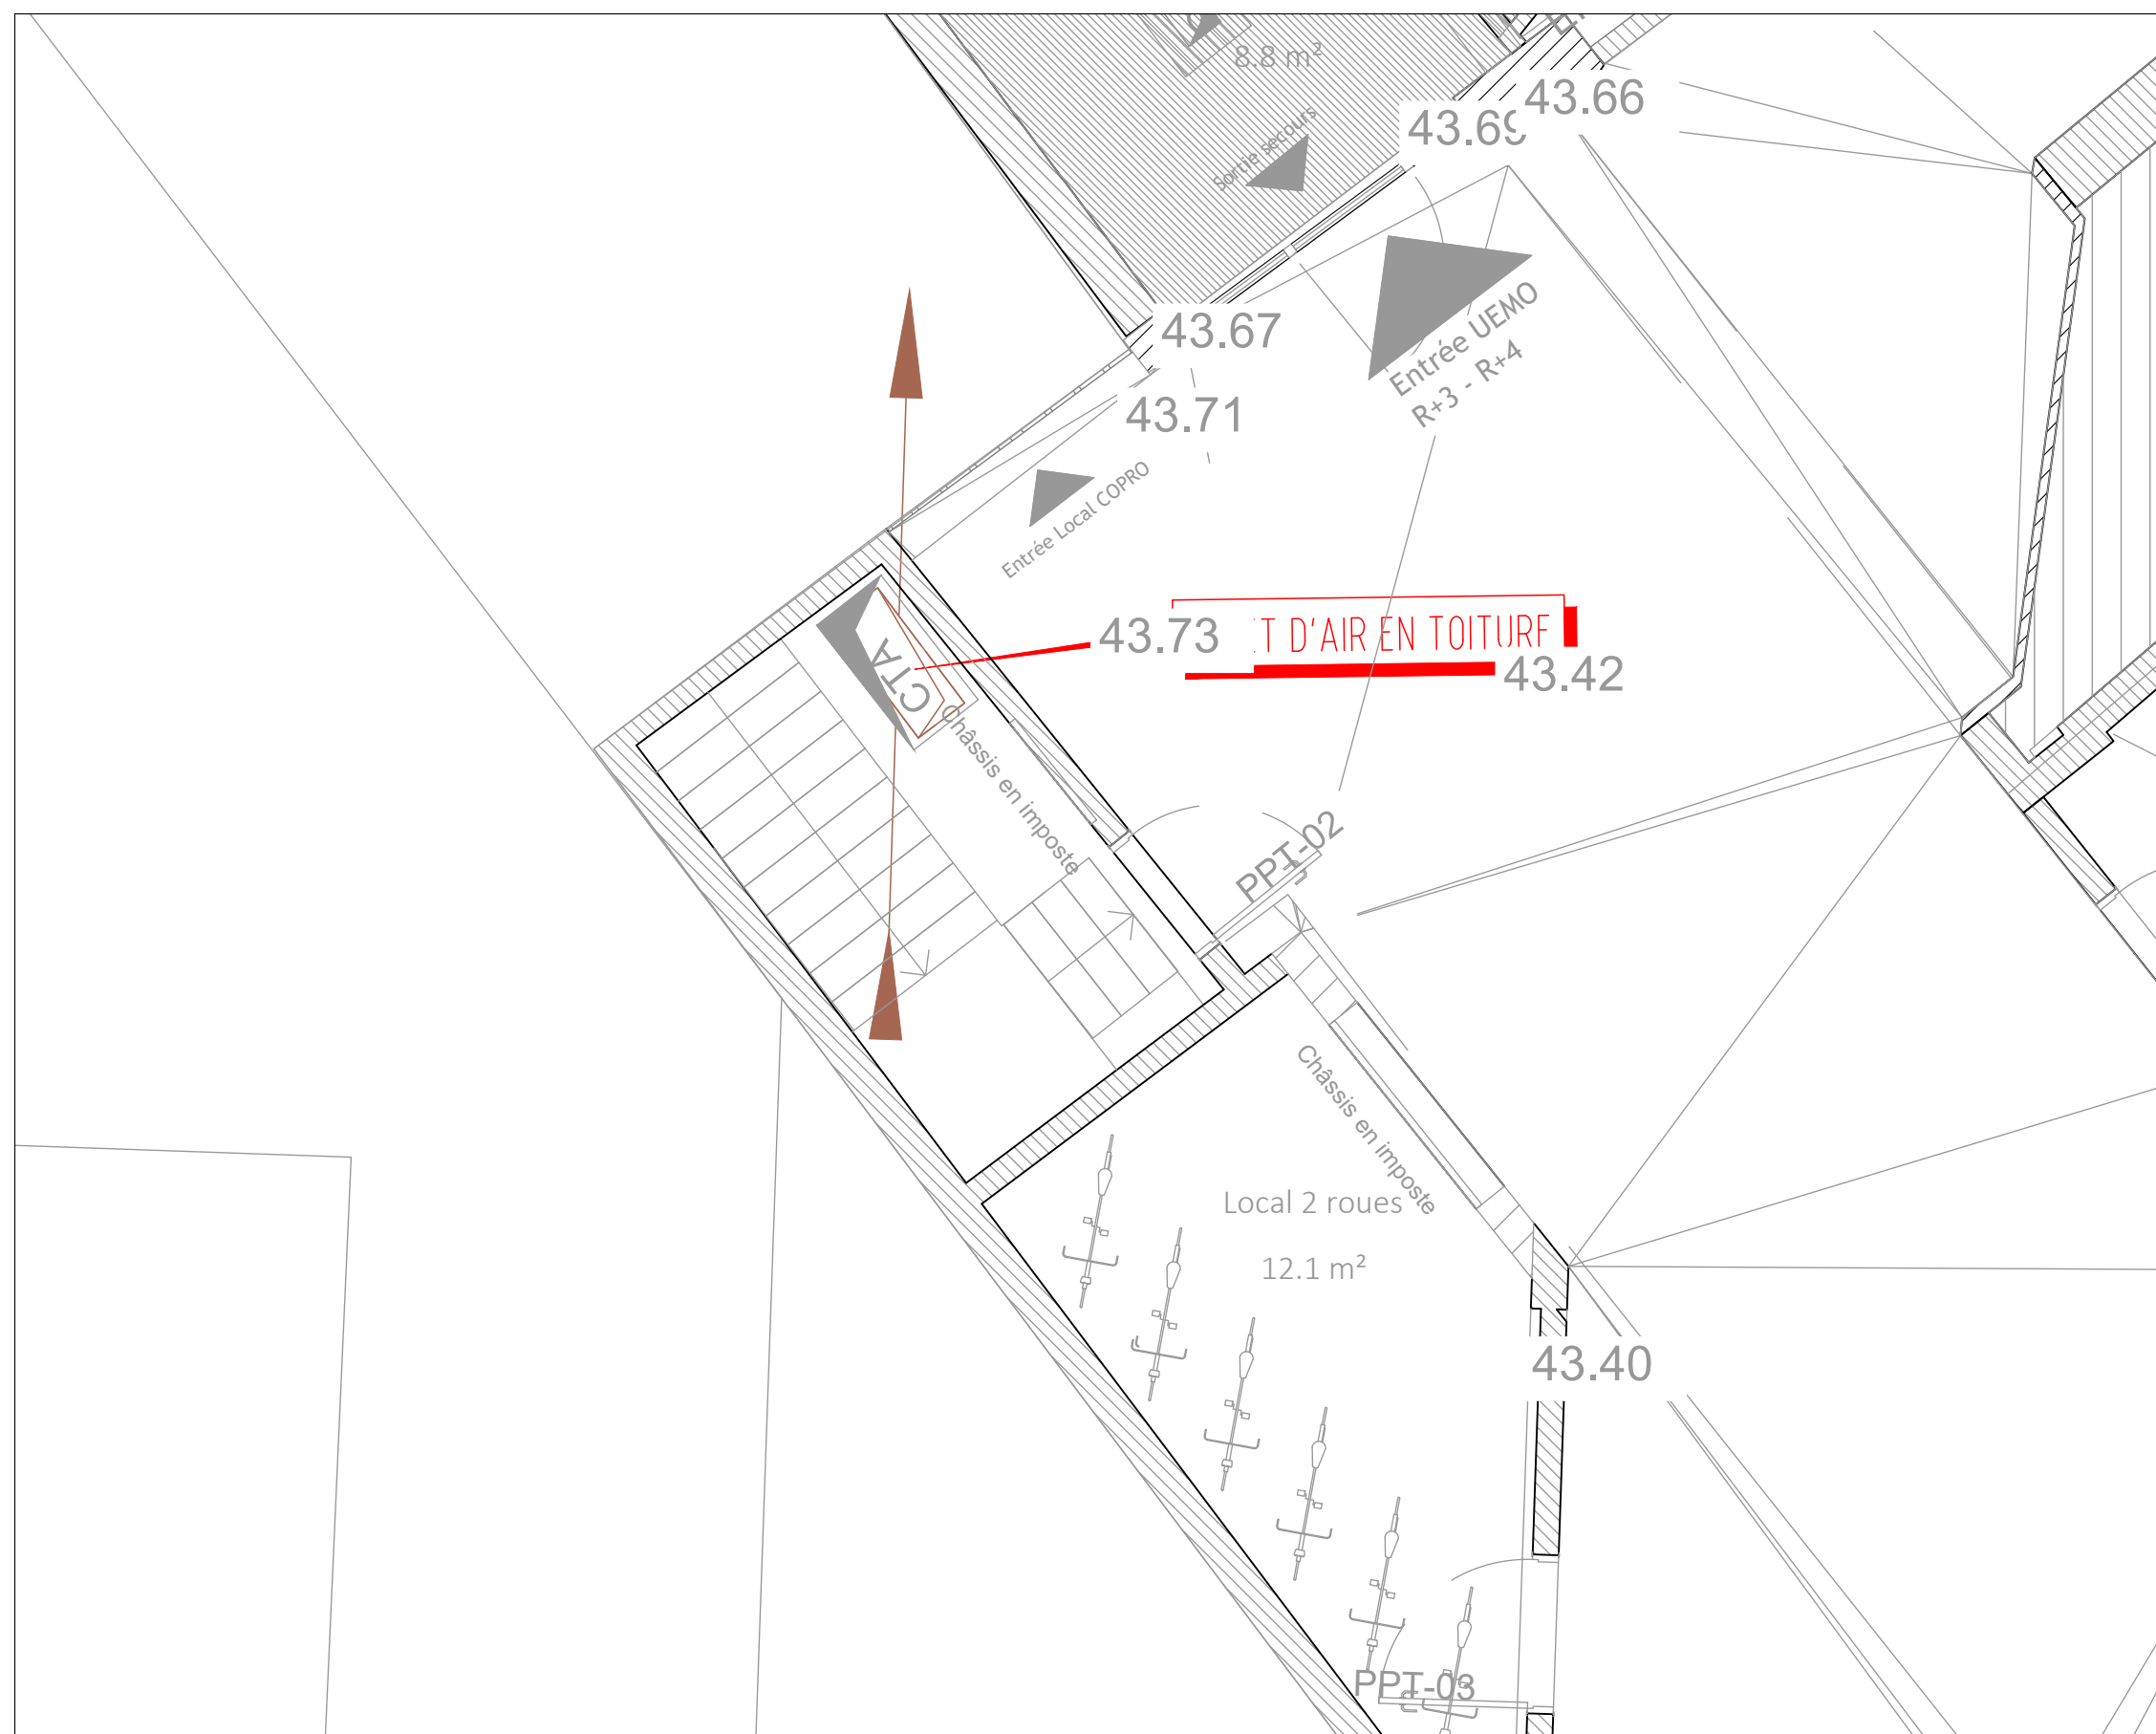 8.8 m²
43.66
43.69
Sortie secours
43.67
Entrée UEMO
R+3 - R+4
43.71
Entrée Local COPRO
43.73
T D'AIR EN TOITURE
43.42
CTA
Châssis en imposte
PPT-02
Châssis en imposte
Local 2 roues
12.1 m²
43.40
PPT-03